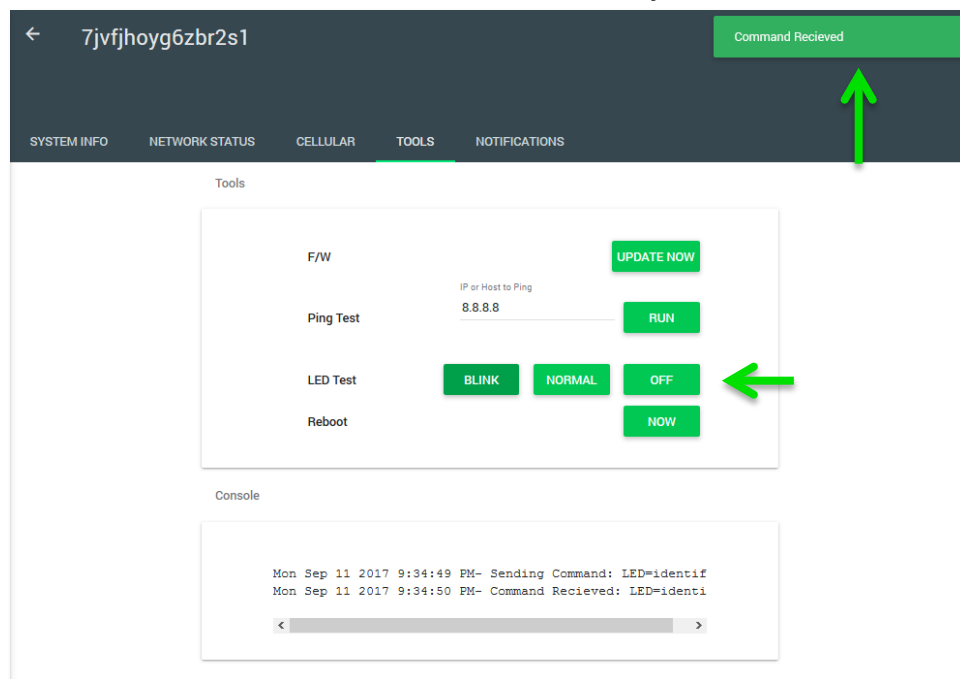 7jvfjhoyg6zbr2s1
Command Recieved
SYSTEM INFO NETWORK STATUS CELLULAR TOOLS NOTIFICATIONS
Tools
F/W UPDATE NOW
IP or Host to Ping
Ping Test 8.8.8.8 RUN
LED Test BLINK NORMAL OFF
Reboot NOW
Console
Mon Sep 11 2017 9:34:49 PM- Sending Command: LED=identif
Mon Sep 11 2017 9:34:50 PM- Command Recieved: LED=identi